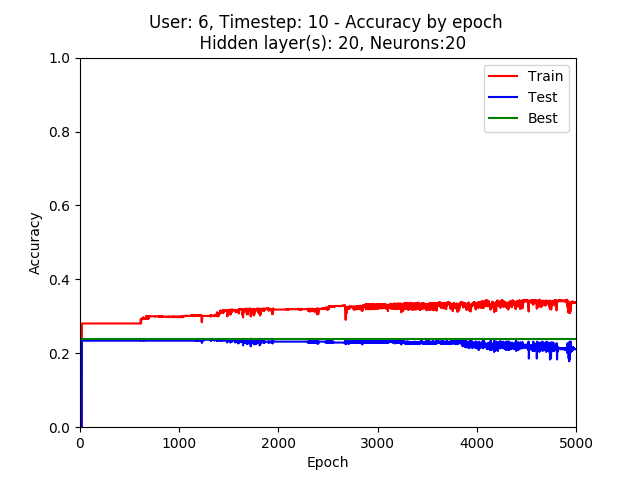 User: 6, Timestep: 10 - Accuracy by epoch
Hidden layer(s): 20, Neurons:20
Train
Test
Best
Accuracy
1.0
0.8
0.6
0.4
0.2
0.0
0 1000 2000 3000 4000 5000
Epoch